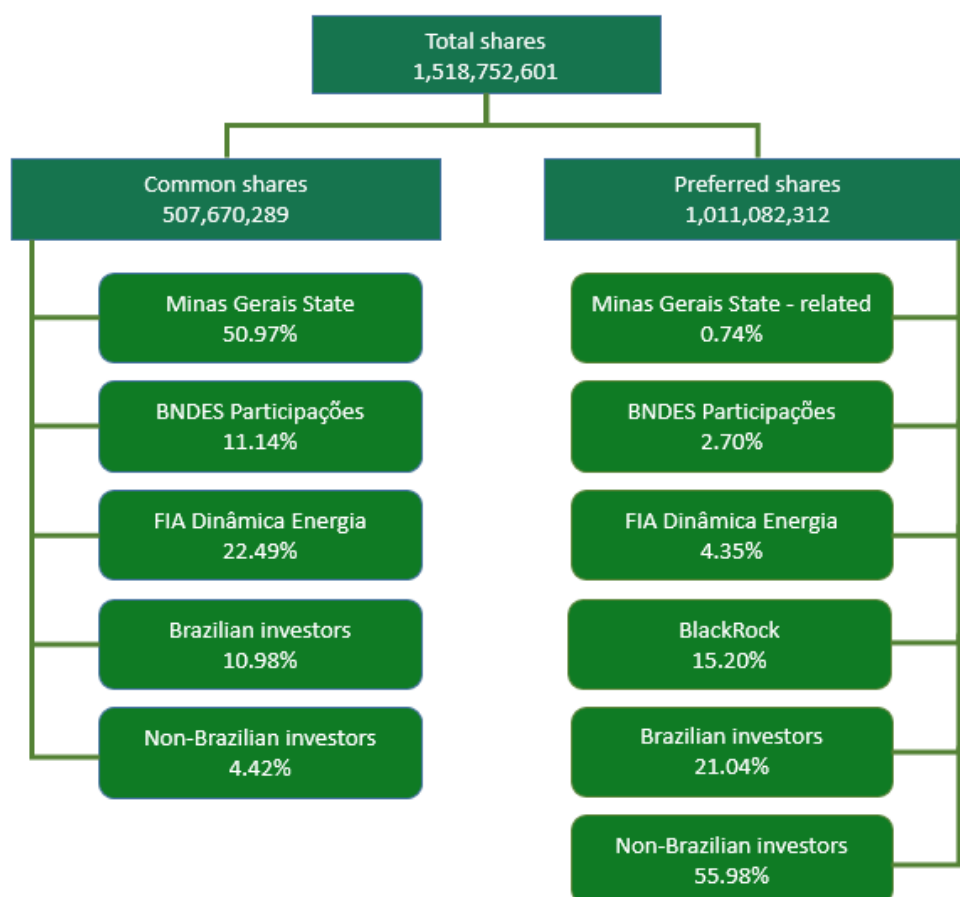 Total shares
1,518,752,601
Common shares
507,670,289
Minas Gerais State
50.97%
BNDES Participações
11.14%
FIA Dinâmica Energia
22.49%
Brazilian investors
10.98%
Non-Brazilian investors
4.42%
Preferred shares
1,011,082,312
Minas Gerais State - related
0.74%
BNDES Participações
2.70%
FIA Dinâmica Energia
4.35%
BlackRock
15.20%
Brazilian investors
21.04%
Non-Brazilian investors
55.98%